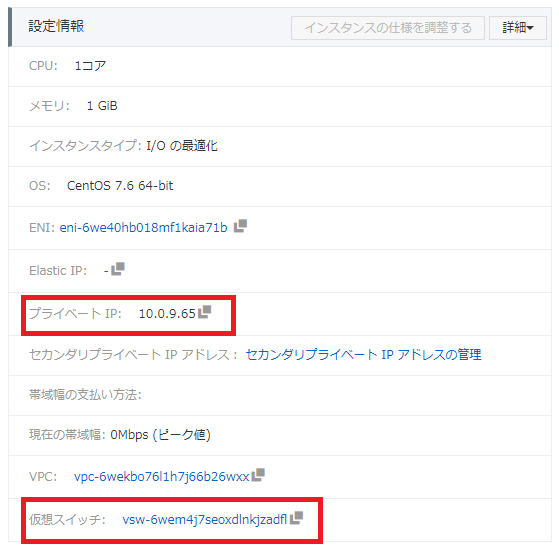 設定情報 インスタンスの仕様を調整する 詳細
CPU: 1コア
メモリ: 1 GiB
インスタンスタイプ: I/O の最適化
OS: CentOS 7.6 64-bit
ENI: eni-6we40hb018mf1kaia71b
Elastic IP: -
プライベート IP: 10.0.9.65
セカンダリプライベート IP アドレス : セカンダリプライベート IP アドレスの管理
帯域幅の支払い方法:
現在の帯域幅: 0Mbps (ピーク値)
VPC: vpc-6wekbo76l1h7j66b26wxx
仮想スイッチ: vsw-6wem4j7seoxdlnkjzadfl